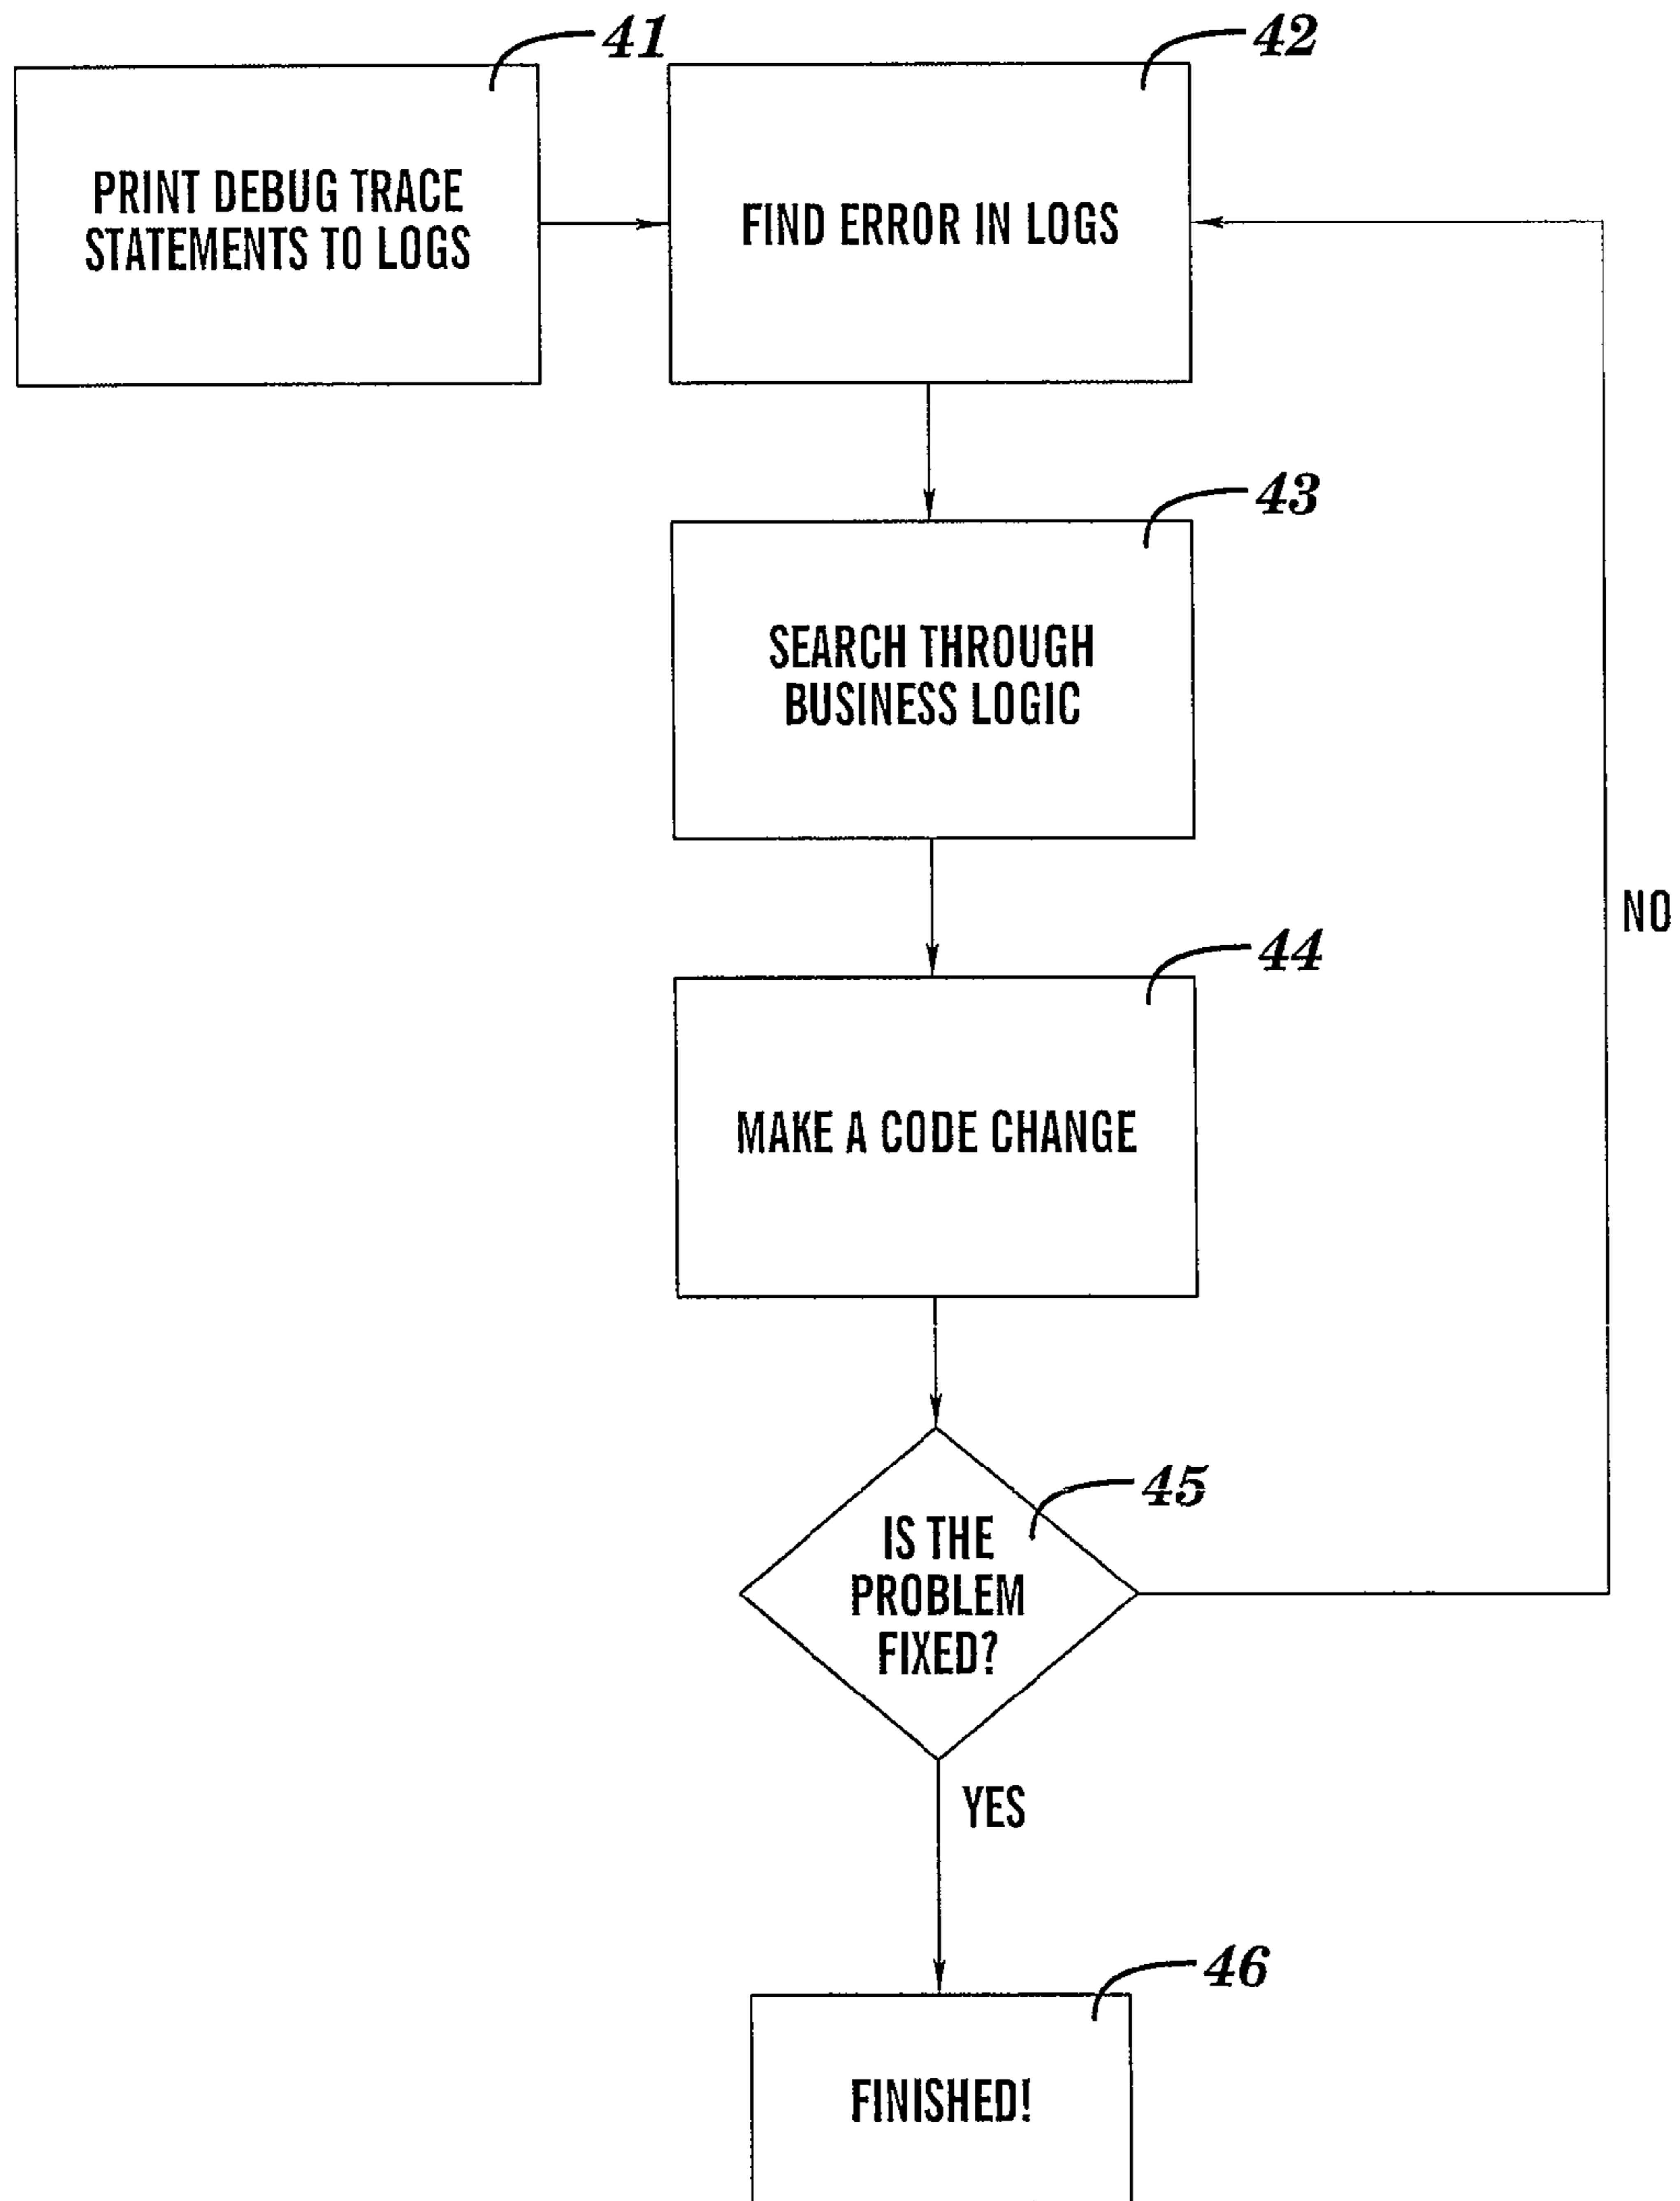 41
PRINT DEBUG TRACE
STATEMENTS TO LOGS
42
FIND ERROR IN LOGS
43
SEARCH THROUGH
BUSINESS LOGIC
NO
44
MAKE A CODE CHANGE
45
IS THE
PROBLEM
FIXED?
YES
46
FINISHED!